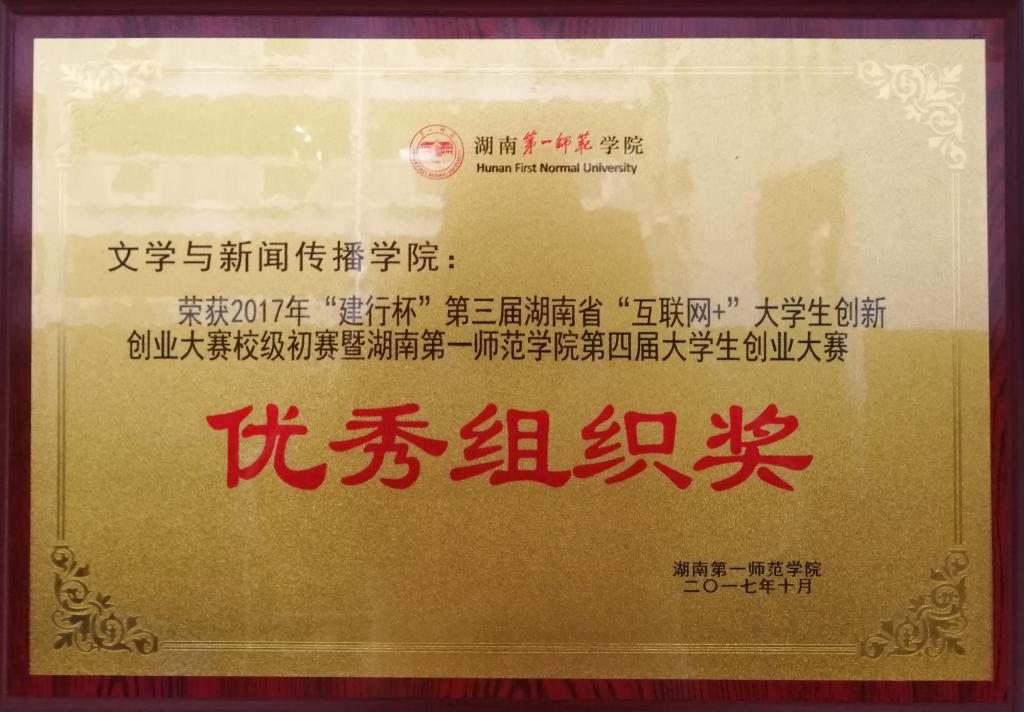 湖南第一师范学院
Hunan First Normal University
文学与新闻传播学院：
荣获2017年“建行杯”第三届湖南省“互联网+”大学生创新
创业大赛校级初赛暨湖南第一师范学院第四届大学生创业大赛
优秀组织奖
湖南第一师范学院
二〇一七年十月